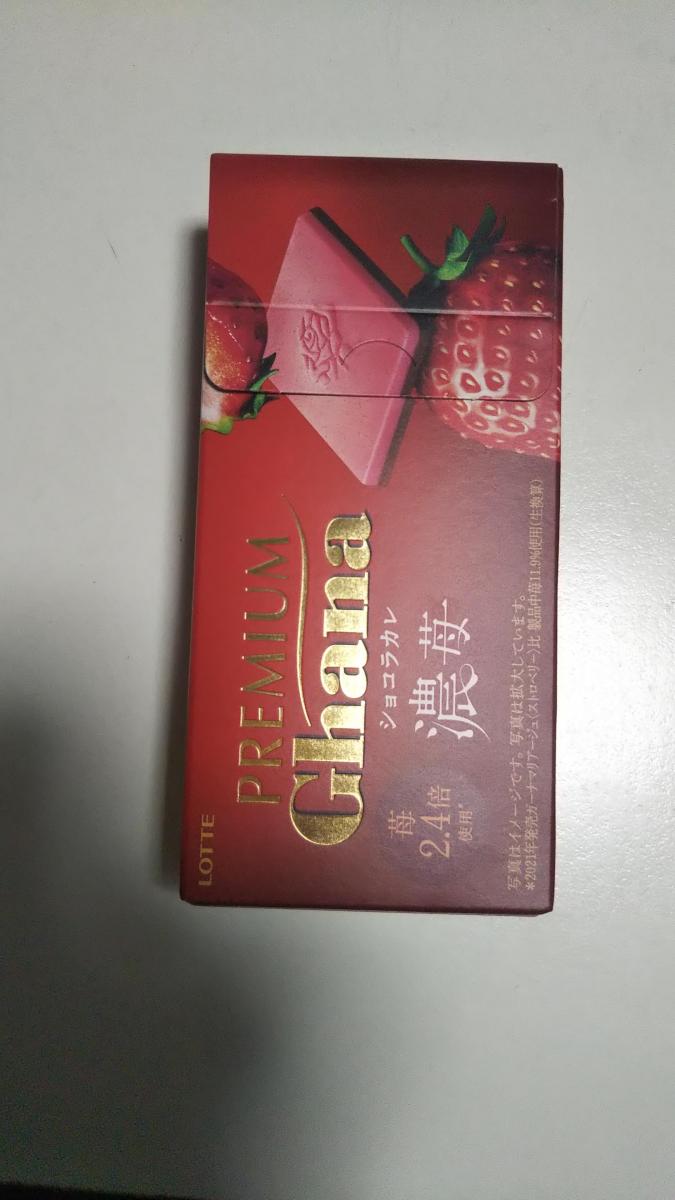 LOTTE
PREMIUM
Ghana
ショコラカレ
濃苺
苺
2.4倍
使用*
写真はイメージです。写真は拡大しています。
*2021年発売ガーナマリアージュ〈ストロベリー〉比 製品中苺11.9%使用(生換算)